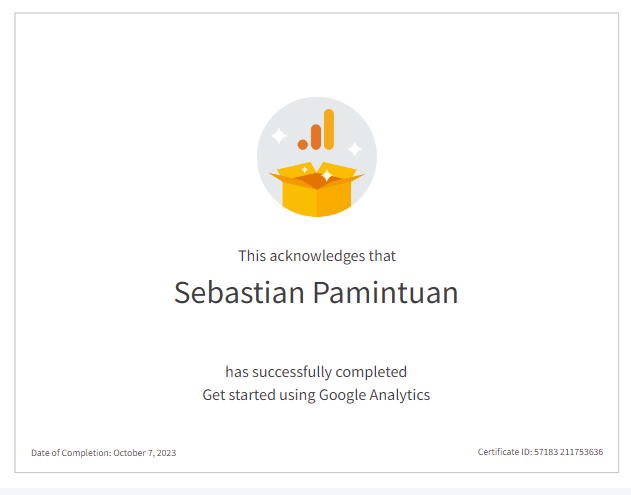 This acknowledges that
Sebastian Pamintuan
has successfully completed
Get started using Google Analytics
Date of Completion: October 7, 2023
Certificate ID: 57183 211753636